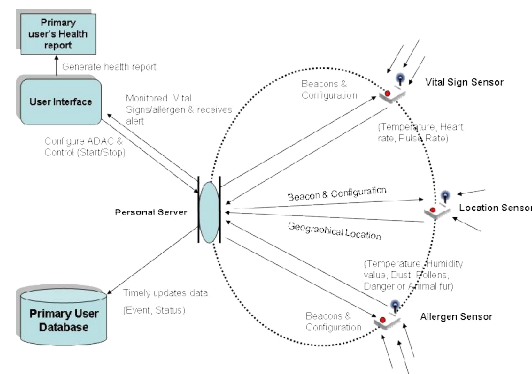 Primary
user's Health
report
Generate health report
User Interface
Monitored Vital
Signs/allergen & receives
alert
Configure ADAC &
Control (Start/Stop)
Beacons &
Configuration
Vital Sign Sensor
(Temperature, Heart
rate, Pulse Rate)
Personal Server
Beacon & Configuration
Geographical Location
Location Sensor
(Temperature, Humidity
value, Dust, Pollens,
Danger or Animal fur)
Allergen Sensor
Beacons &
Configuration
Timely updates data
(Event, Status)
Primary User
Database